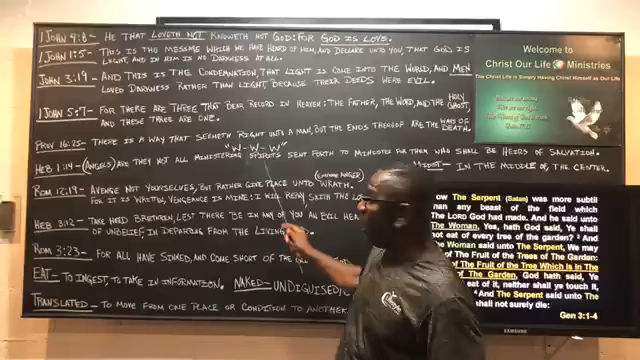 1 JOHN 4:8- HE THAT LOVETH NOT KNOWETH NOT GOD: FOR GOD IS LOVE.
1 JOHN 1:5- THIS IS THE MESSAGE WHICH WE HAVE HEARD OF HIM, AND DECLARE UNTO YOU, THAT GOD IS
LIGHT, AND IN HIM IS NO DARKNESS AT ALL.
JOHN 3:19- AND THIS IS THE CONDEMNATION, THAT LIGHT IS COME INTO THE WORLD, AND MEN
LOVED DARKNESS RATHER THAN LIGHT, BECAUSE THEIR DEEDS WERE EVIL.
1 JOHN 5:7- FOR THERE ARE THREE THAT BEAR RECORD IN HEAVEN: THE FATHER, THE WORD, AND THE HOLY GHOST,
AND THESE THREE ARE ONE.
PROV 16:25- THERE IS A WAY THAT SEEMETH RIGHT UNTO A MAN, BUT THE ENDS THEREOF ARE THE WAYS OF DEATH.
"W-W-W"
HEB 1:14- (ANGELS) ARE THEY NOT ALL MINISTERING SPIRITS SENT FORTH TO MINISTER FOR THEM WHO SHALL BE HEIRS OF SALVATION.
MIDST- IN THE MIDDLE OF THE CENTER.
ROM 12:19- AVENGE NOT YOURSELVES, BUT RATHER GIVE PLACE UNTO WRATH.
FOR IT IS WRITTEN, VENGEANCE IS MINE: I WILL REPAY SAITH THE
HEB 3:12- TAKE HEED BRETHREN, LEST THERE BE IN ANY OF YOU AN EVIL
OF UNBELIEF, IN DEPARTING FROM THE LIVING
ROM 3:23- FOR ALL HAVE SINNED, AND COME SHORT OF THE
EAT- TO INGEST, TO TAKE IN INFORMATION. NAKED- UNDIGUISED
TRANSLATED- TO MOVE FROM ONE PLACE OR CONDITION TO ANOTHER
Welcome to
Christ Our Life Ministries
The Christ Life is Simply Having Christ as Our Life
ow The Serpent (Satan) was more subtil
han any beast of the field which
The LORD God had made. And he said unto
The Woman, Yea, hath God said, Ye shall
not eat of every tree of the garden? 2 And
The Woman said unto The Serpent, We may
of The Fruit of the Trees of The Garden:
of The Fruit of the Tree Which is In The
of The Garden, God hath said, Ye
eat of it, neither shall ye touch it,
And The Serpent said unto The
shall not surely die:
Gen 3:1-4
SAMSUNG